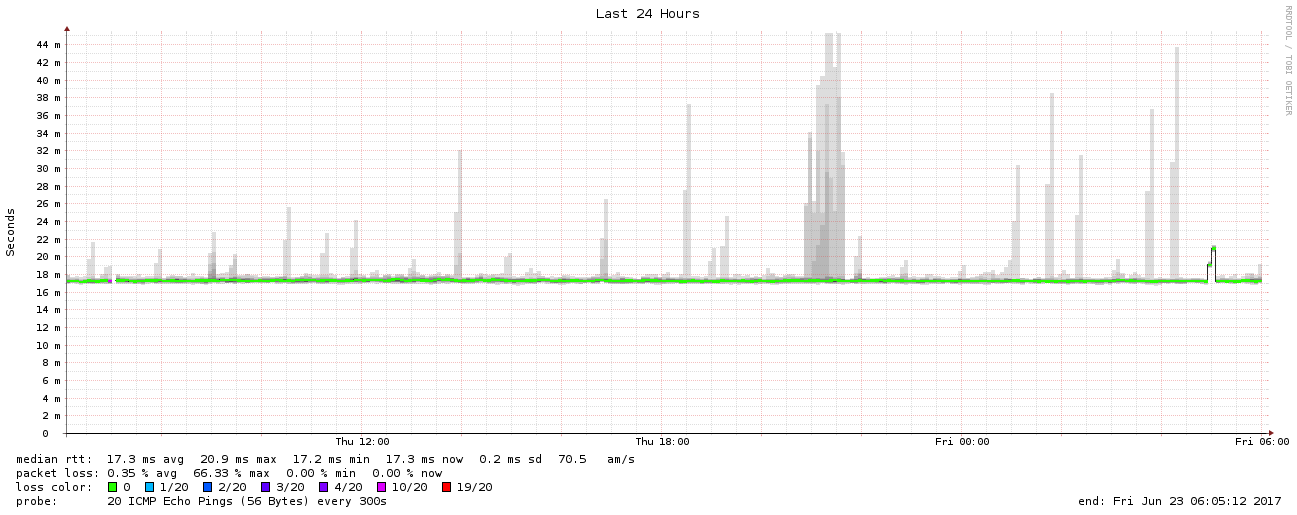 Last 24 Hours
RRDTOOL / TOBI OETIKER
Seconds
44 m
42 m
40 m
38 m
36 m
34 m
32 m
30 m
28 m
26 m
24 m
22 m
20 m
18 m
16 m
14 m
12 m
10 m
8 m
6 m
4 m
2 m
0
Thu 12:00 Thu 18:00 Fri 00:00 Fri 06:00
median rtt: 17.3 ms avg 20.9 ms max 17.2 ms min 17.3 ms now 0.2 ms sd 70.5 am/s
packet loss: 0.35 % avg 66.33 % max 0.00 % min 0.00 % now
loss color: 0 1/20 2/20 3/20 4/20 10/20 19/20
probe: 20 ICMP Echo Pings (56 Bytes) every 300s end: Fri Jun 23 06:05:12 2017